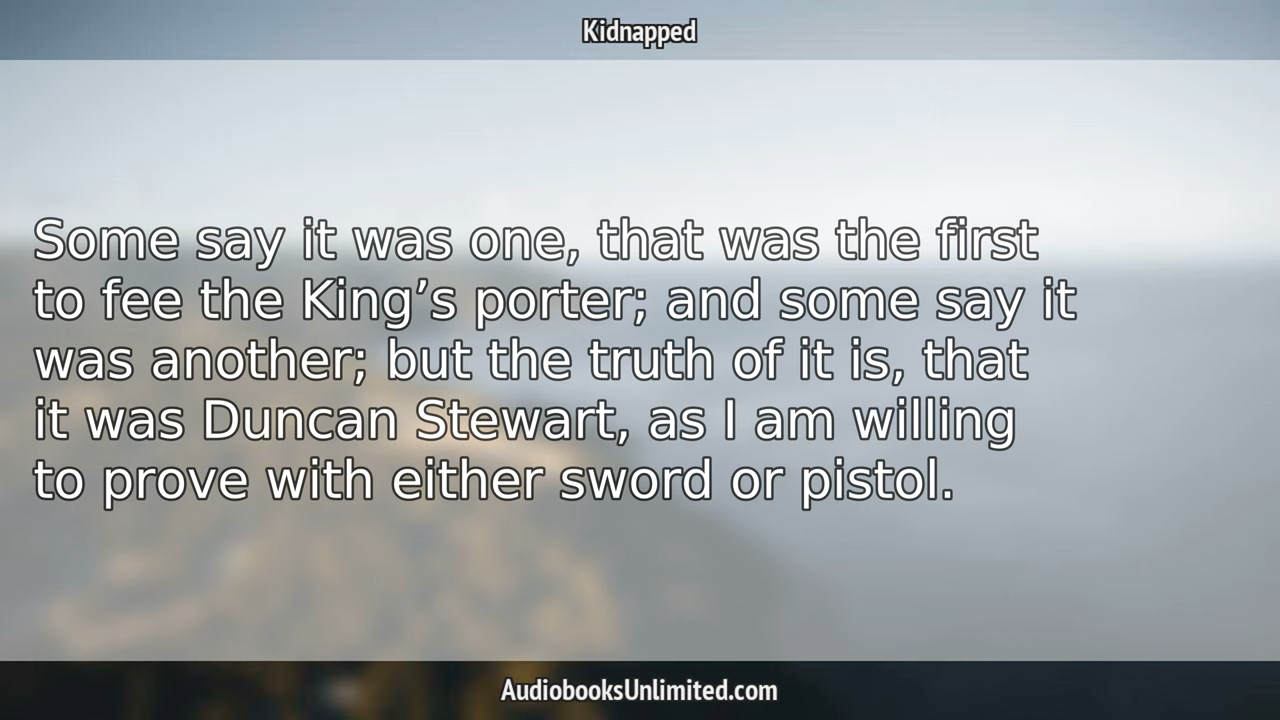 Kidnapped
Some say it was one, that was the first
to fee the King’s porter; and some say it
was another; but the truth of it is, that
it was Duncan Stewart, as I am willing
to prove with either sword or pistol.
AudiobooksUnlimited.com